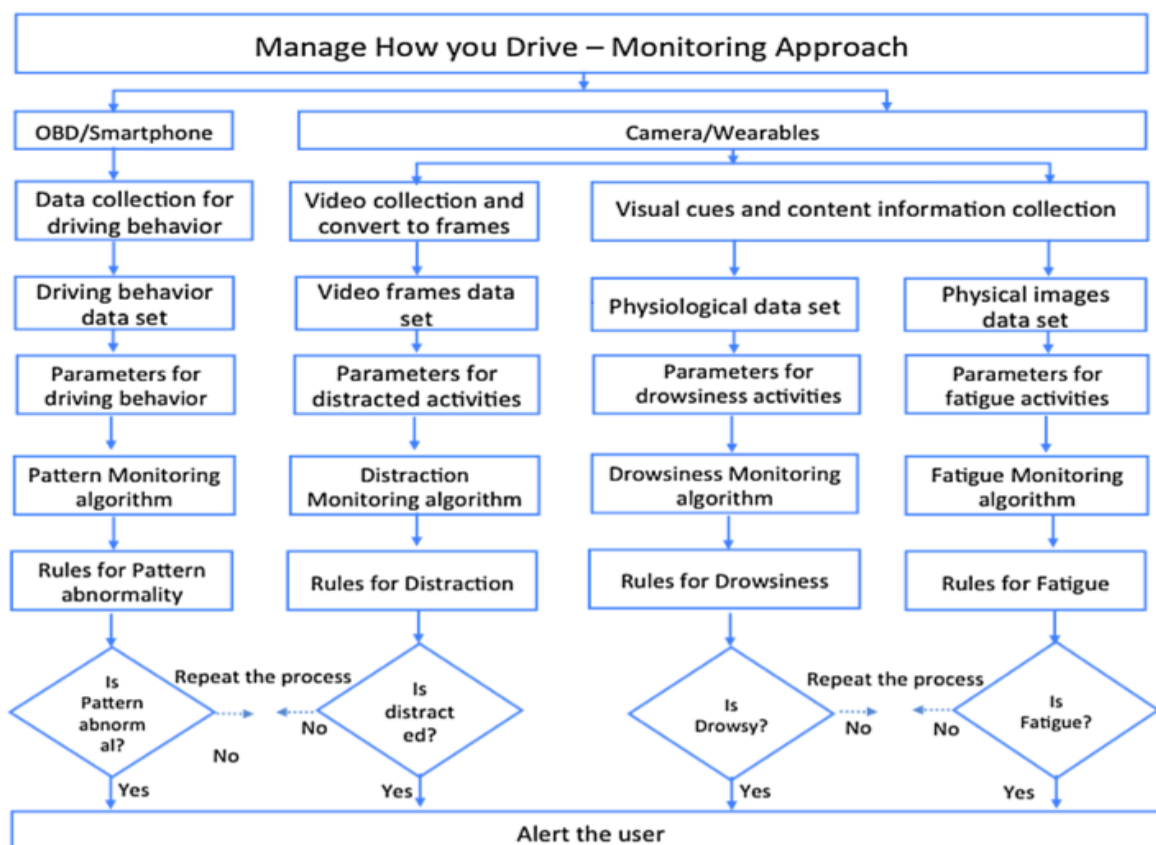 Manage How you Drive – Monitoring Approach
OBD/Smartphone
Camera/Wearables
Data collection for
driving behavior
Video collection and
convert to frames
Visual cues and content information collection
Driving behavior
data set
Video frames data
set
Physiological data set
Physical images
data set
Parameters for
driving behavior
Parameters for
distracted activities
Parameters for
drowsiness activities
Parameters for
fatigue activities
Pattern Monitoring
algorithm
Distraction
Monitoring algorithm
Drowsiness Monitoring
algorithm
Fatigue Monitoring
algorithm
Rules for Pattern
abnormality
Rules for Distraction
Rules for Drowsiness
Rules for Fatigue
Is
Pattern
abnorm
al?
Repeat the process
No
Is
distract
ed?
No
Is
Drowsy?
Repeat the process
No
Is
Fatigue?
No
Yes
Yes
Yes
Yes
Alert the user